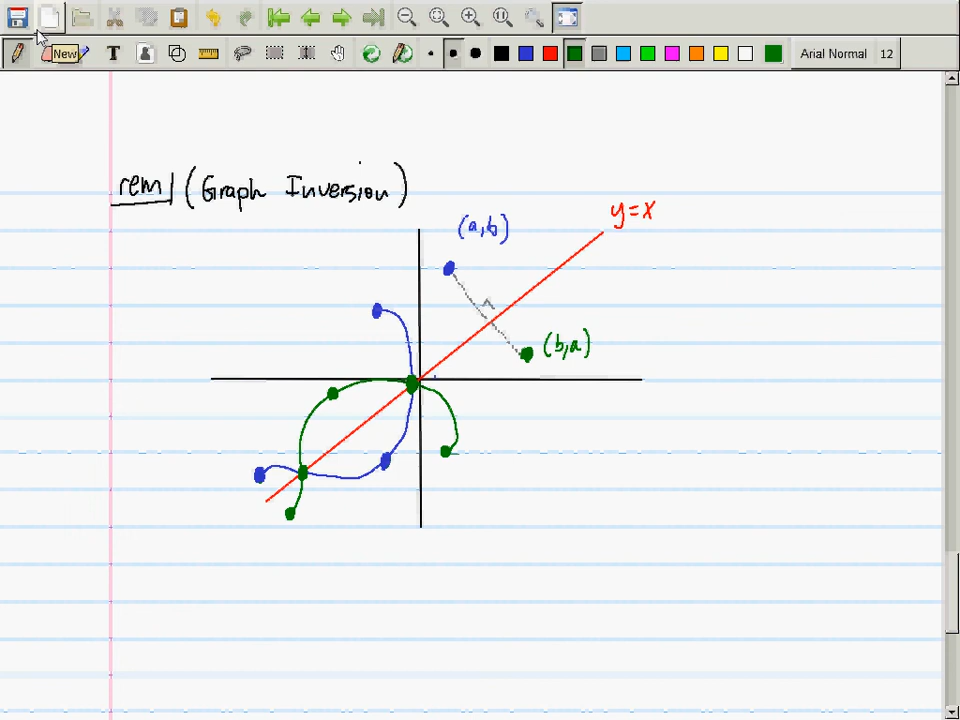 New T Arial Normal 12
rem (Graph Inversion)
y=x
(a,b)
(b,a)